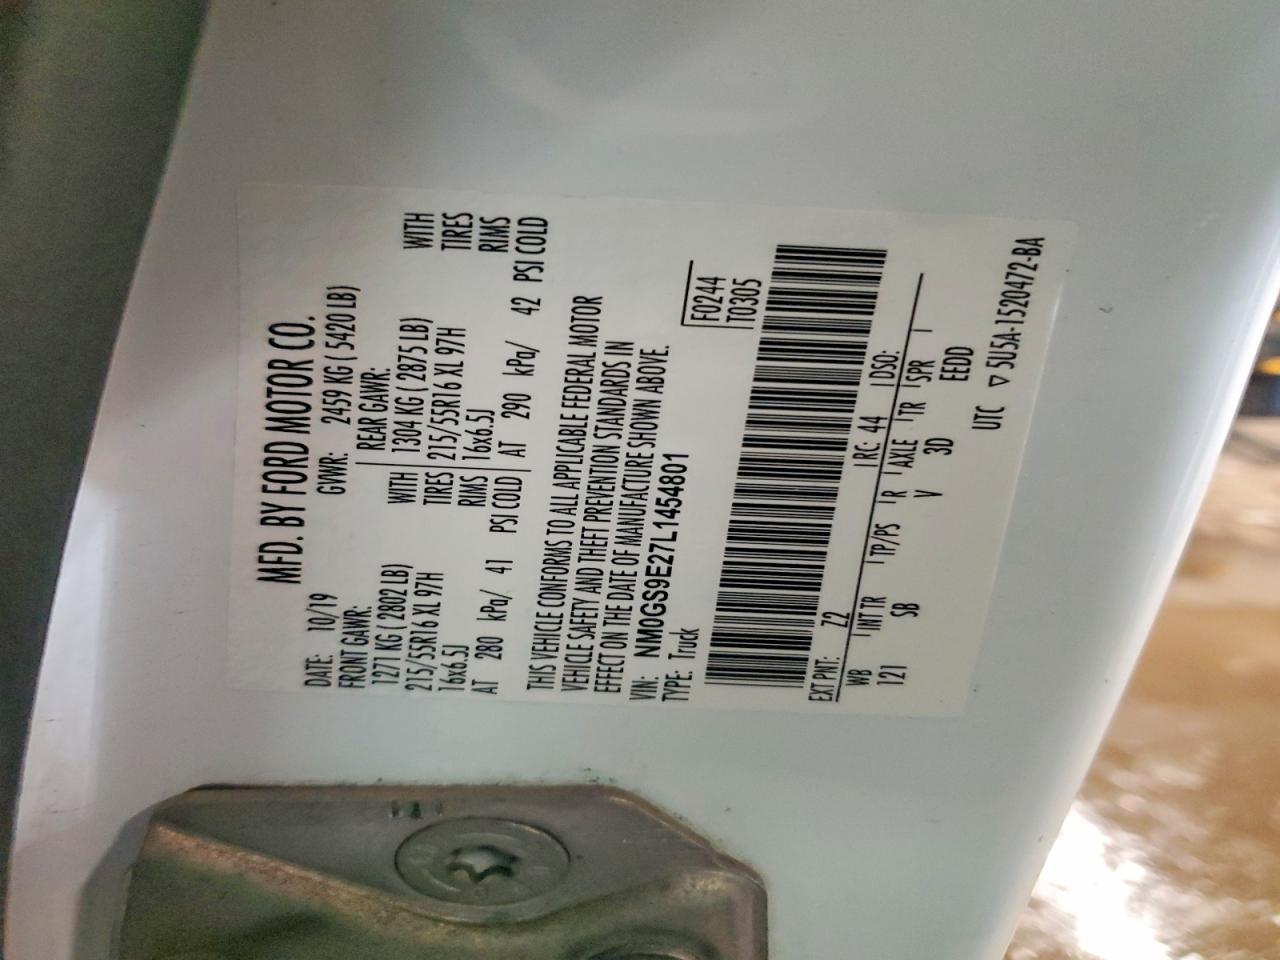 MFD. BY FORD MOTOR CO.
DATE: 10/19 GVWR: 2459 KG ( 5420 LB)
FRONT GAWR: REAR GAWR:
1271 KG ( 2802 LB) WITH 1304 KG ( 2875 LB) WITH
215/55R16 XL 97H TIRES 215/55R16 XL 97H TIRES
16x6.5J RIMS 16x6.5J RIMS
AT 280 kPa/ 41 PSI COLD AT 290 kPa/ 42 PSI COLD
THIS VEHICLE CONFORMS TO ALL APPLICABLE FEDERAL MOTOR
VEHICLE SAFETY AND THEFT PREVENTION STANDARDS IN
EFFECT ON THE DATE OF MANUFACTURE SHOWN ABOVE.
VIN: NM0GS9E27L1454801
TYPE: Truck
F0244
T0305
EXT PNT: Z2 RC: 44 DSO:
WB INT TR TP/PS R AXLE TR SPR
121 SB V 3D EEDD
UTC ▽ 5U5A-1520472-BA